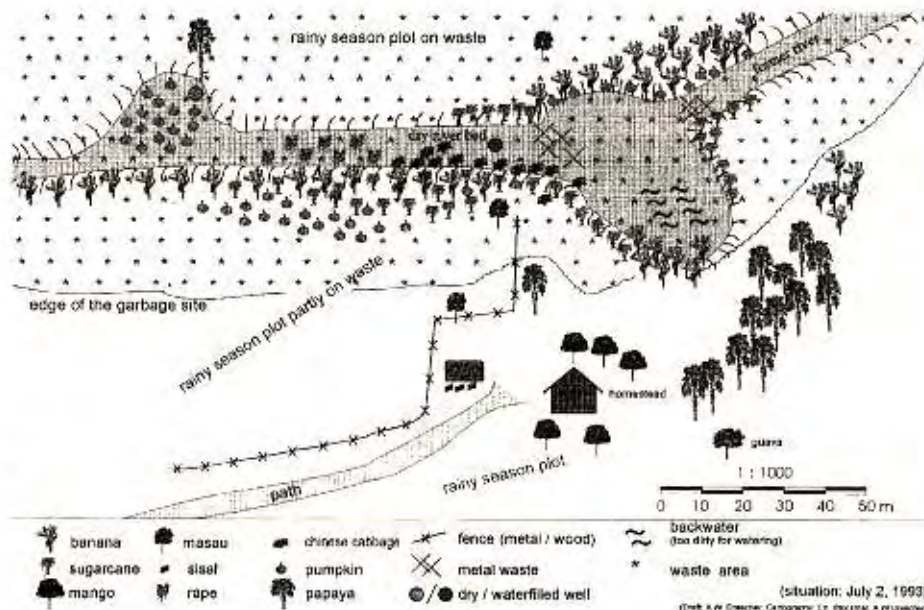 rainy season plot on waste
former river
dry river bed
edge of the garbage site
rainy season plot partly on waste
homestead
guava
rainy season plot
path
1 : 1000
0 10 20 30 40 50 m
banana
masau
chinese cabbage
fence (metal / wood)
backwater
(too dirty for watering)
sugarcane
sisal
pumpkin
metal waste
waste area
mango
rape
papaya
dry / waterfilled well
(situation: July 2, 199